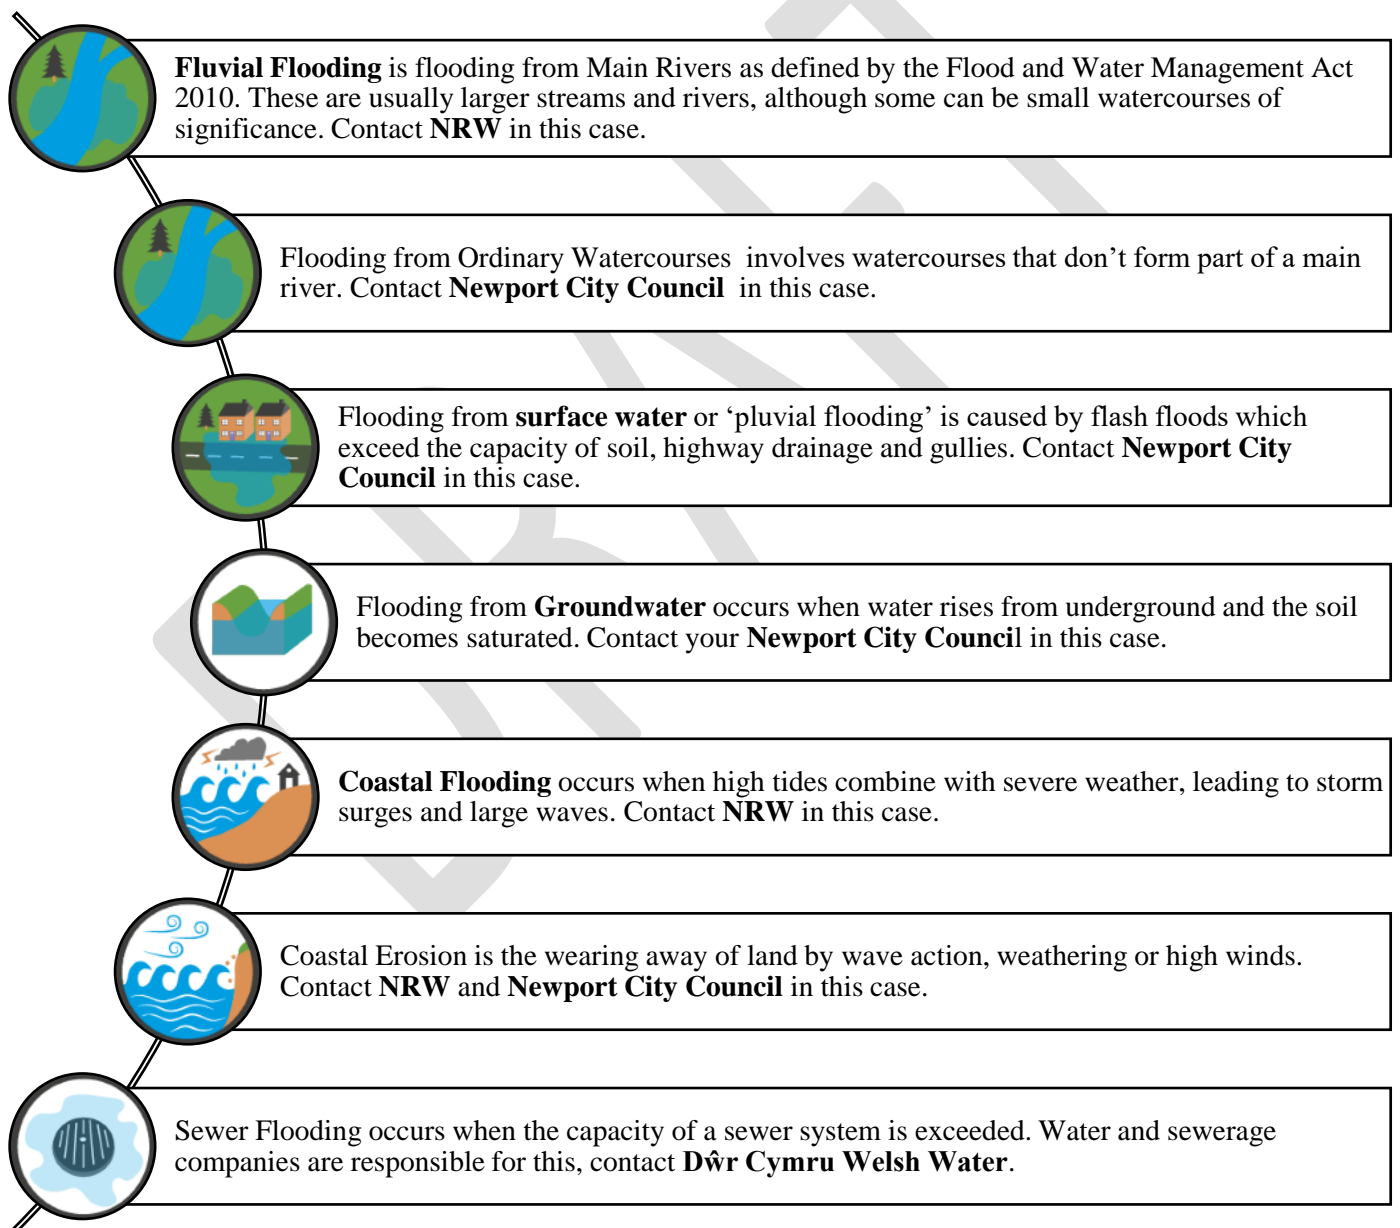 Fluvial Flooding is flooding from Main Rivers as defined by the Flood and Water Management Act
2010. These are usually larger streams and rivers, although some can be small watercourses of
significance. Contact NRW in this case.
Flooding from Ordinary Watercourses  involves watercourses that don’t form part of a main
river. Contact Newport City Council  in this case.
Flooding from surface water or ‘pluvial flooding’ is caused by flash floods which
exceed the capacity of soil, highway drainage and gullies. Contact Newport City
Council in this case.
Flooding from Groundwater occurs when water rises from underground and the soil
becomes saturated. Contact your Newport City Council in this case.
Coastal Flooding occurs when high tides combine with severe weather, leading to storm
surges and large waves. Contact NRW in this case.
Coastal Erosion is the wearing away of land by wave action, weathering or high winds.
Contact NRW and Newport City Council in this case.
Sewer Flooding occurs when the capacity of a sewer system is exceeded. Water and sewerage
companies are responsible for this, contact Dŵr Cymru Welsh Water.
DRAFT